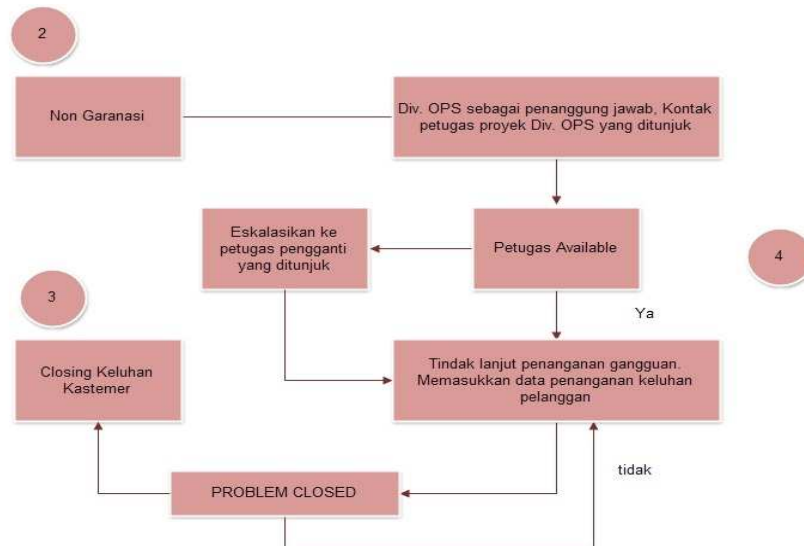 2
Non Garanasi
Div. OPS sebagai penanggung jawab, Kontak
petugas proyek Div. OPS yang ditunjuk
Eskalasikan ke
petugas pengganti
yang ditunjuk
Petugas Available
4
3
Ya
Closing Keluhan
Kastemer
Tindak lanjut penanganan gangguan.
Memasukkan data penanganan keluhan
pelanggan
tidak
PROBLEM CLOSED